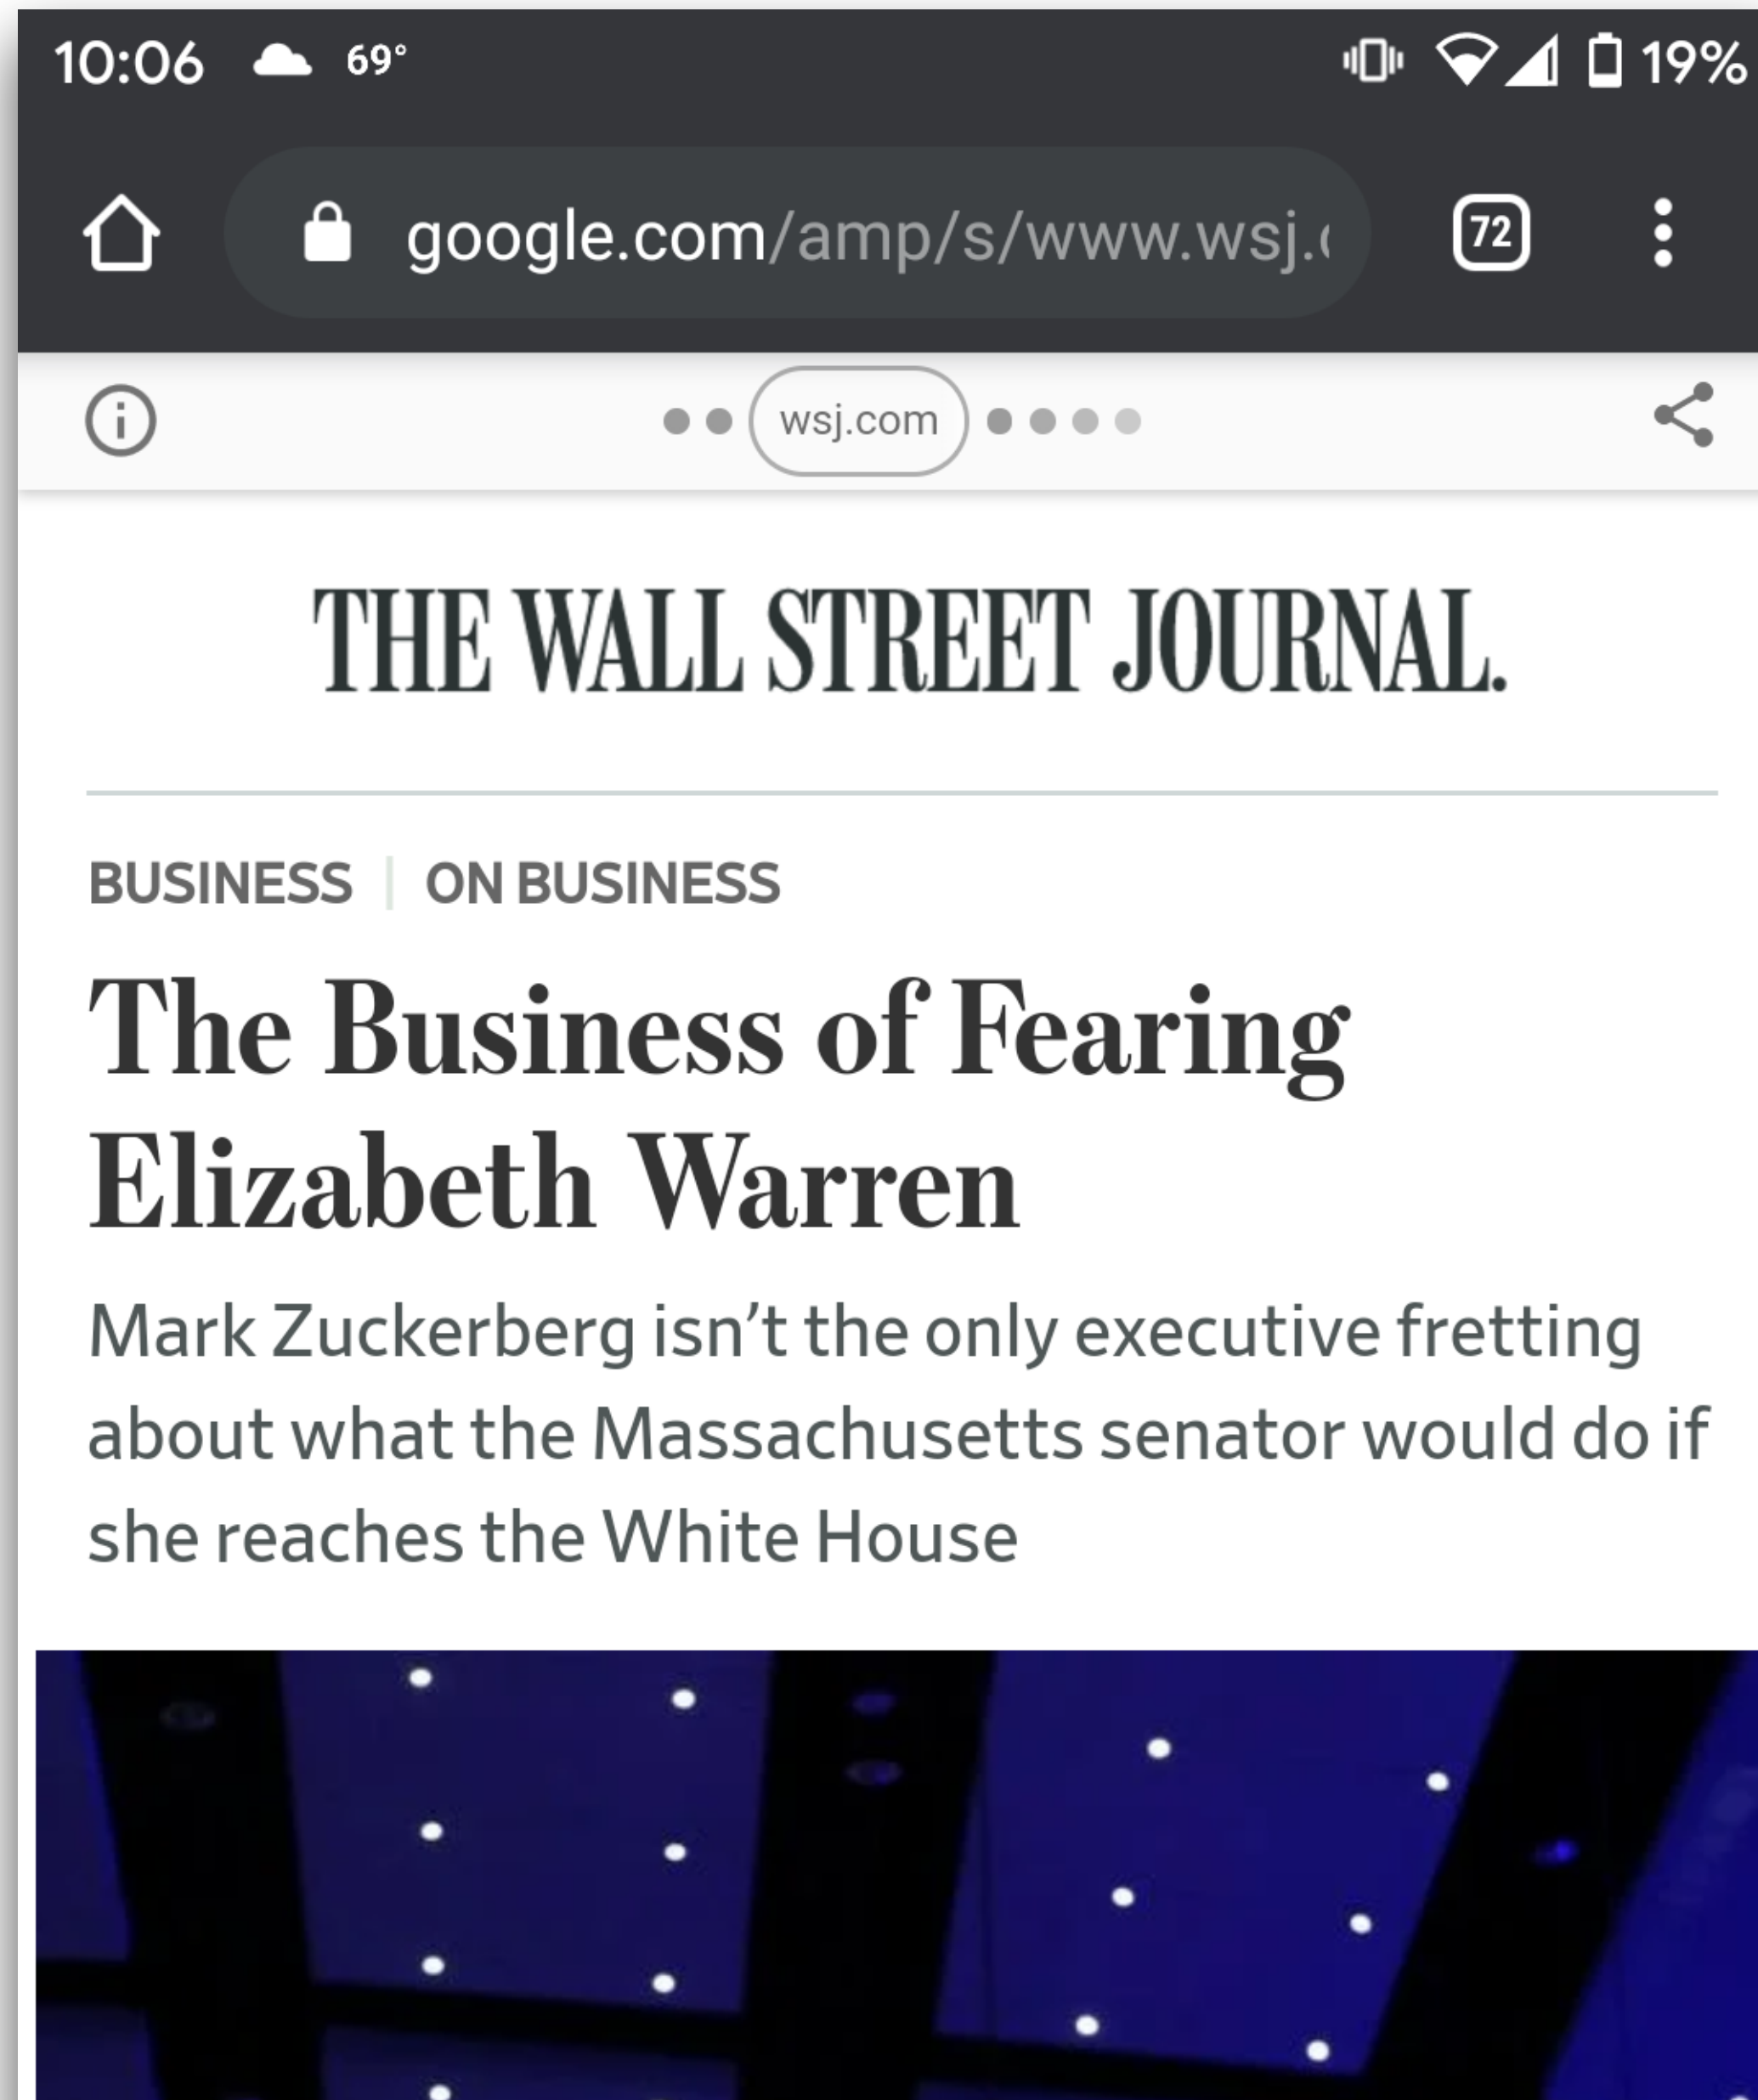 10:06 69° 19%
google.com/amp/s/www.wsj.
72
wsj.com
THE WALL STREET JOURNAL.
BUSINESS | ON BUSINESS
The Business of Fearing
Elizabeth Warren
Mark Zuckerberg isn’t the only executive fretting
about what the Massachusetts senator would do if
she reaches the White House